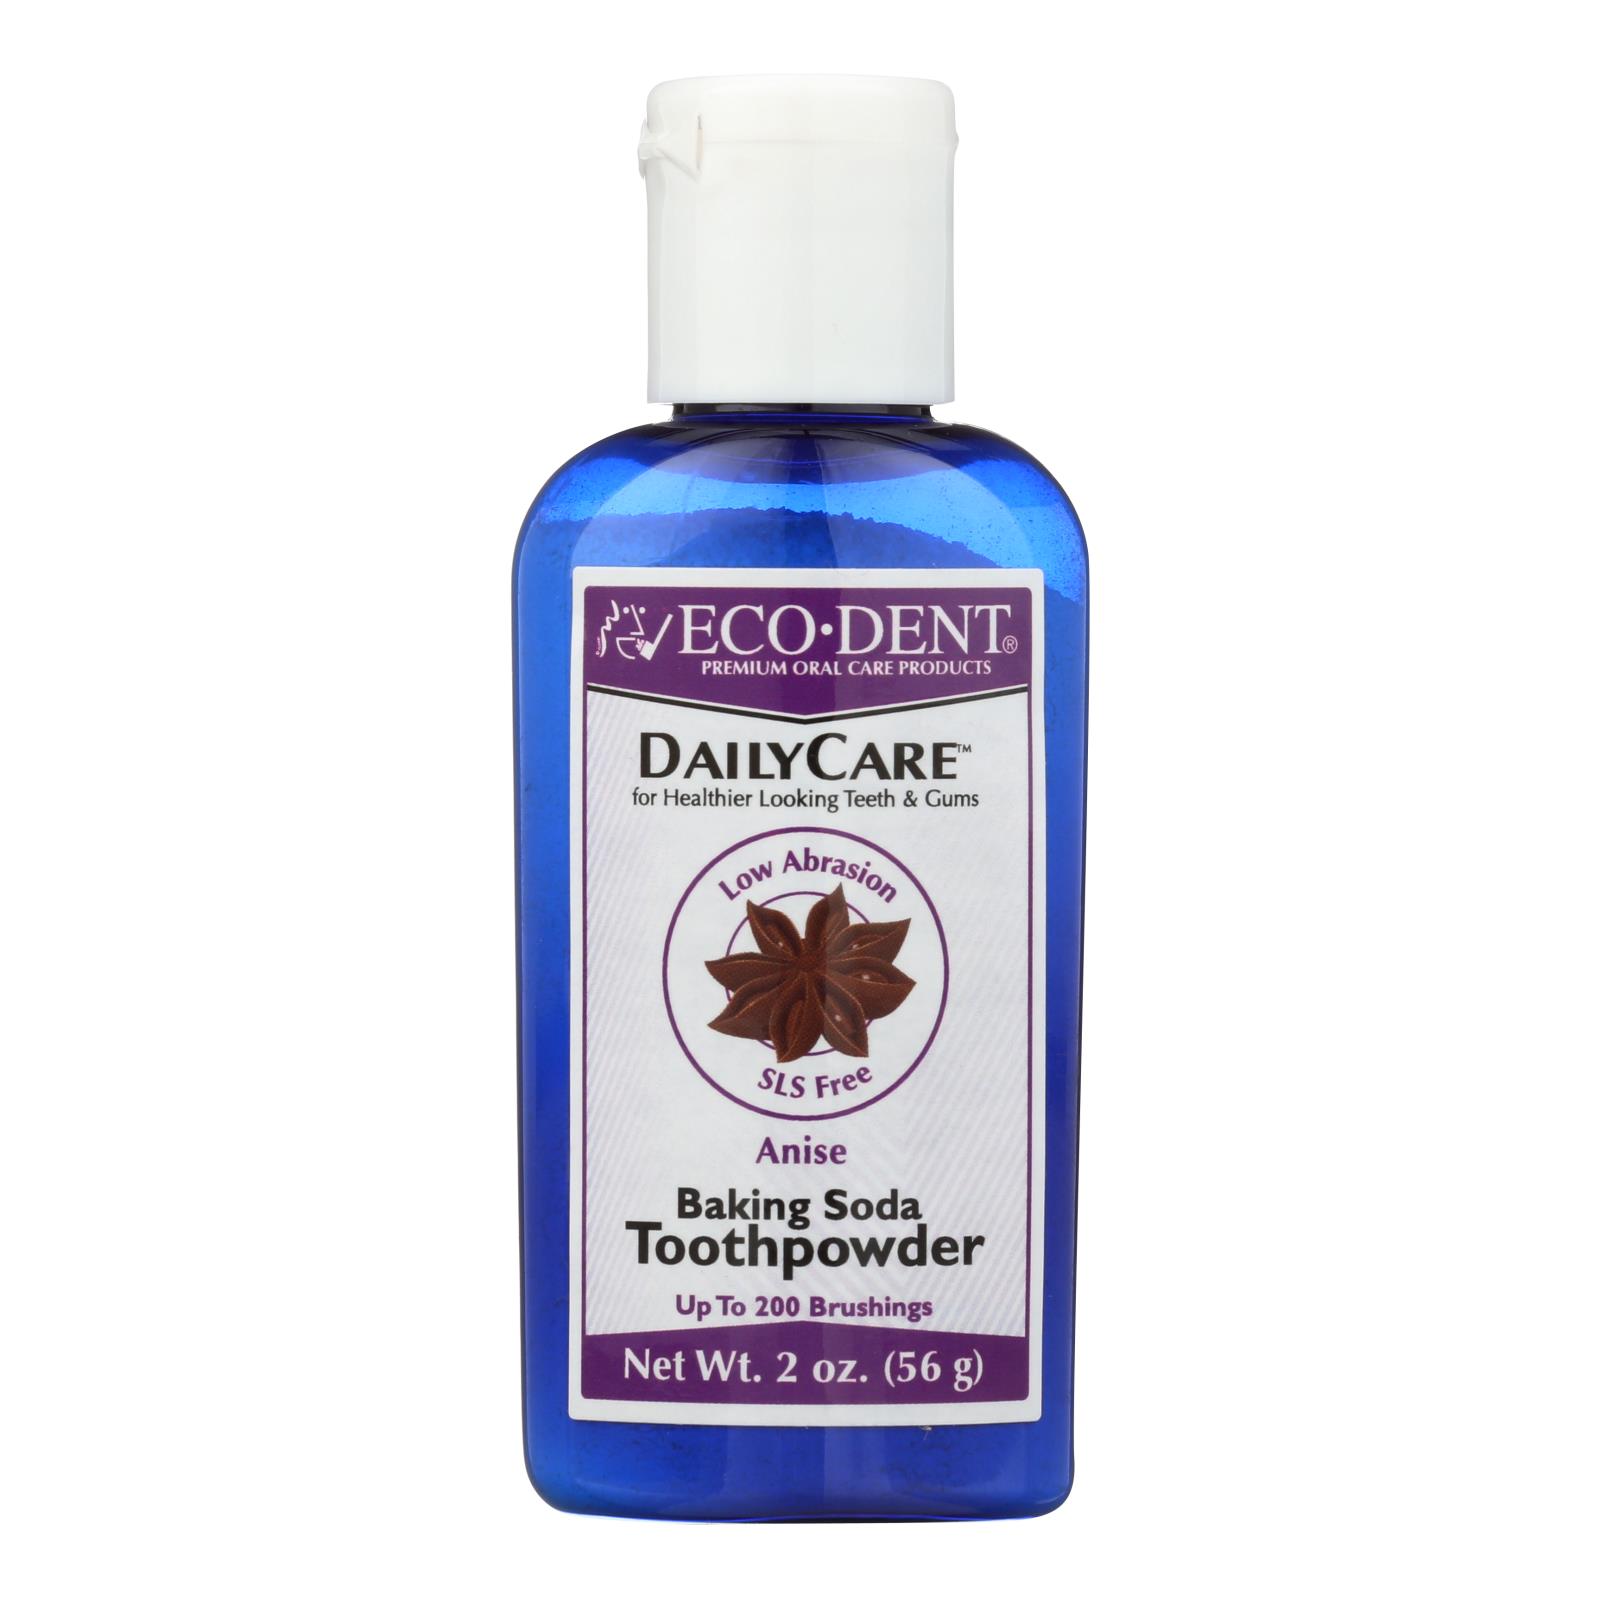 ECO·DENT®
PREMIUM ORAL CARE PRODUCTS
DAILYCARE™
for Healthier Looking Teeth & Gums
Low Abrasion
SLS Free
Anise
Baking Soda
Toothpowder
Up To 200 Brushings
Net Wt. 2 oz. (56 g)